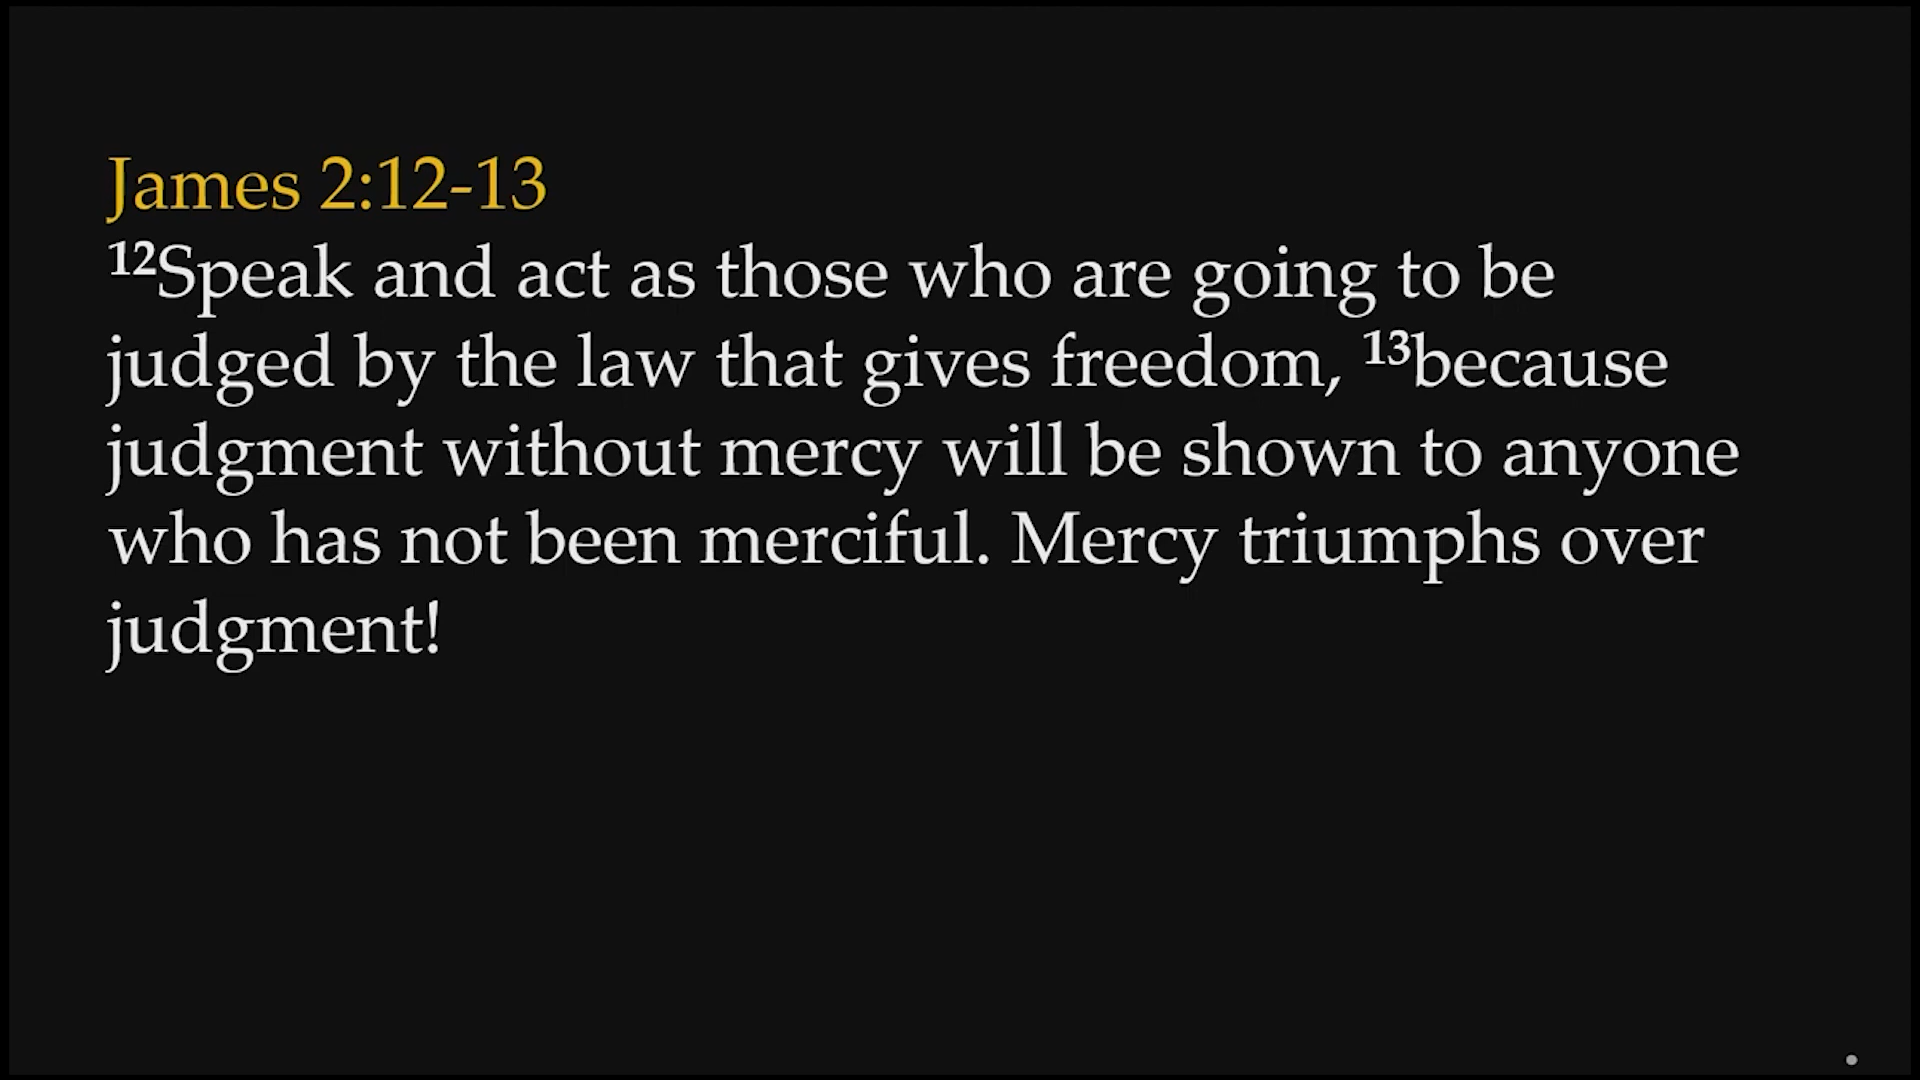 James 2:12-13
¹²Speak and act as those who are going to be
judged by the law that gives freedom, ¹³because
judgment without mercy will be shown to anyone
who has not been merciful. Mercy triumphs over
judgment!